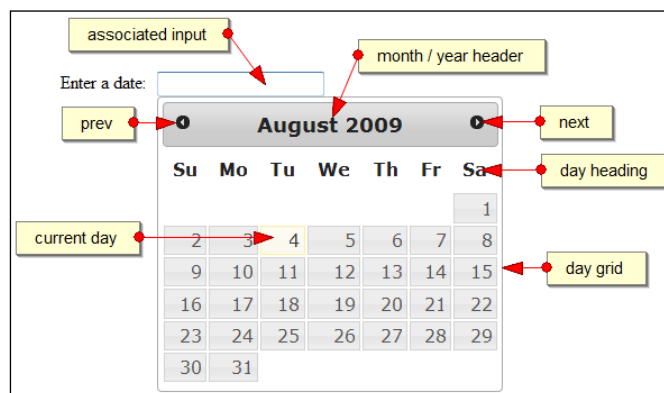 associated input
month / year header
Enter a date:
prev
August 2009
next
Su Mo Tu We Th Fr Sa
day heading
1
current day
2 3 4 5 6 7 8
9 10 11 12 13 14 15
day grid
16 17 18 19 20 21 22
23 24 25 26 27 28 29
30 31